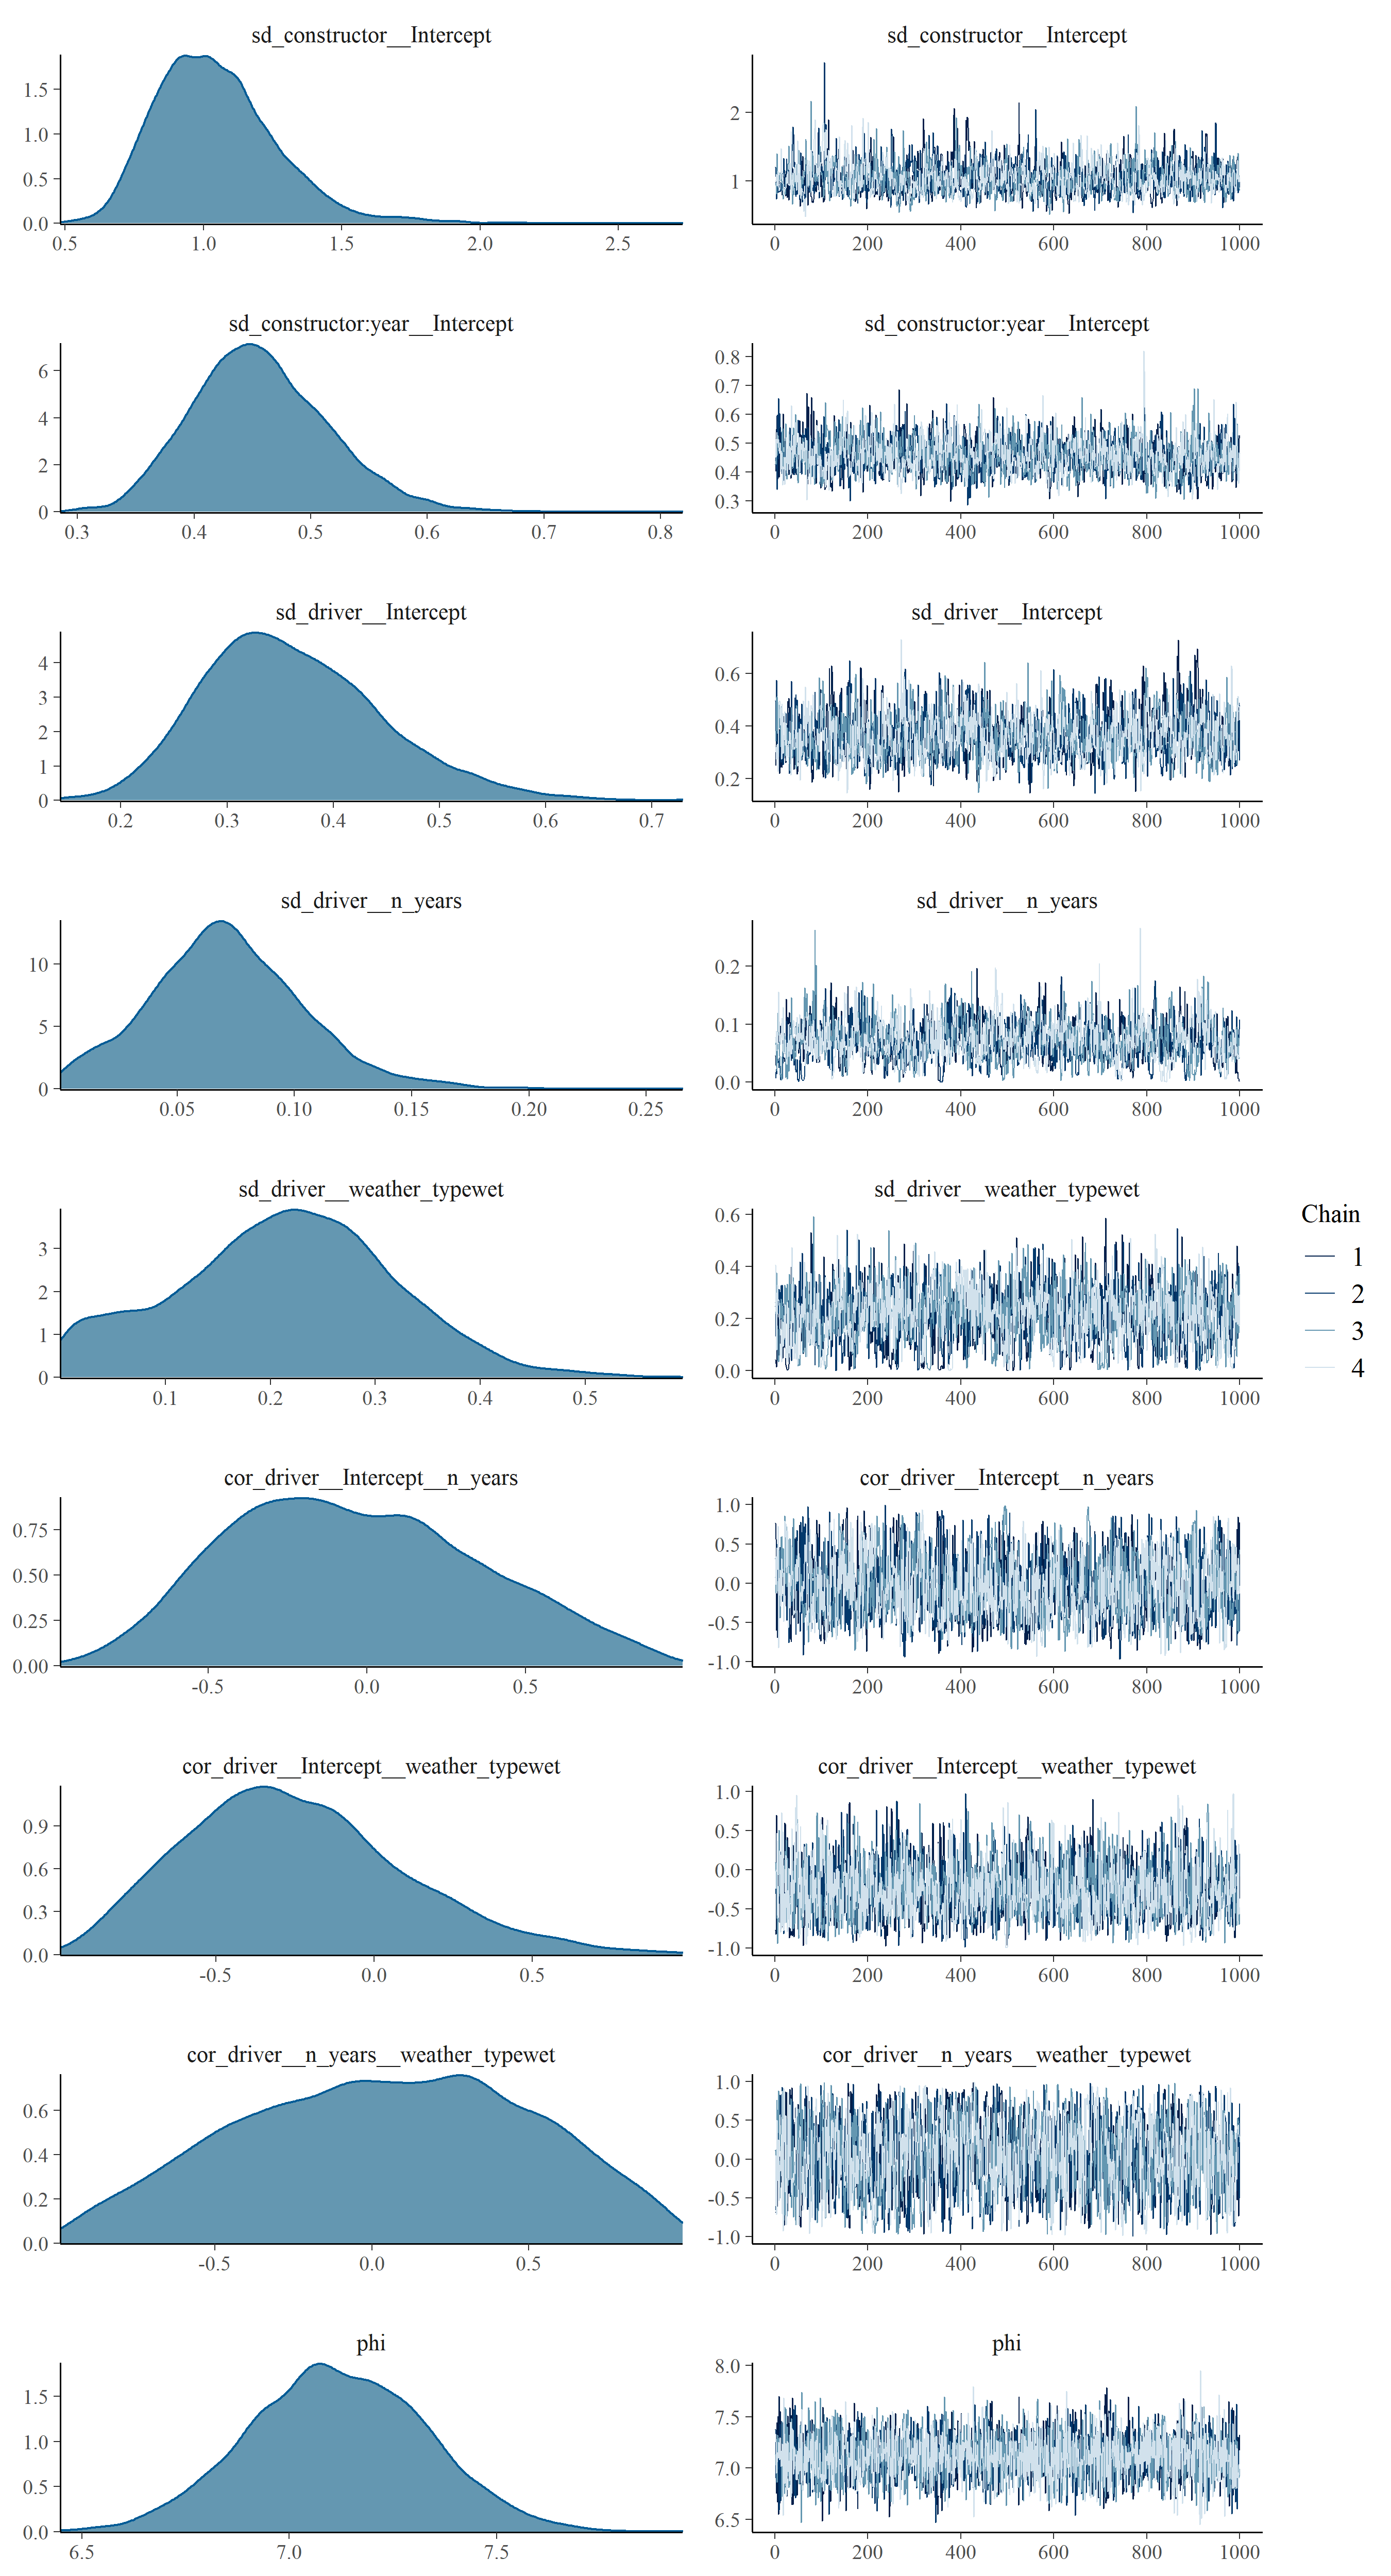 sd_constructor__Intercept
sd_constructor__Intercept
1.5
1.0
0.5
0.0
0.5 1.0 1.5 2.0 2.5
2
1
0 200 400 600 800 1000
sd_constructor:year__Intercept
sd_constructor:year__Intercept
6
4
2
0
0.3 0.4 0.5 0.6 0.7 0.8
0.8
0.7
0.6
0.5
0.4
0.3
0 200 400 600 800 1000
sd_driver__Intercept
sd_driver__Intercept
4
3
2
1
0
0.2 0.3 0.4 0.5 0.6 0.7
0.6
0.4
0.2
0 200 400 600 800 1000
sd_driver__n_years
sd_driver__n_years
10
5
0
0.05 0.10 0.15 0.20 0.25
0.2
0.1
0.0
0 200 400 600 800 1000
sd_driver__weather_typewet
sd_driver__weather_typewet
3
2
1
0
0.1 0.2 0.3 0.4 0.5
0.6
0.4
0.2
0.0
0 200 400 600 800 1000
Chain
1
2
3
4
cor_driver__Intercept__n_years
cor_driver__Intercept__n_years
0.75
0.50
0.25
0.00
-0.5 0.0 0.5
1.0
0.5
0.0
-0.5
-1.0
0 200 400 600 800 1000
cor_driver__Intercept__weather_typewet
cor_driver__Intercept__weather_typewet
0.9
0.6
0.3
0.0
-0.5 0.0 0.5
1.0
0.5
0.0
-0.5
-1.0
0 200 400 600 800 1000
cor_driver__n_years__weather_typewet
cor_driver__n_years__weather_typewet
0.6
0.4
0.2
0.0
-0.5 0.0 0.5
1.0
0.5
0.0
-0.5
-1.0
0 200 400 600 800 1000
phi
phi
1.5
1.0
0.5
0.0
6.5 7.0 7.5
8.0
7.5
7.0
6.5
0 200 400 600 800 1000